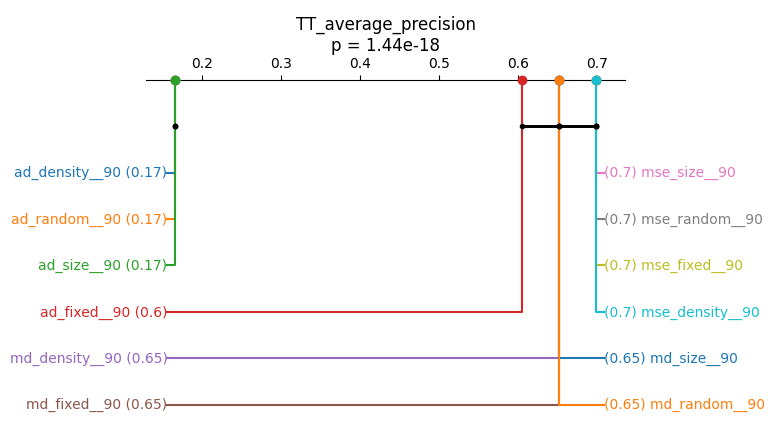 TT_average_precision
p = 1.44e-18
0.2 0.3 0.4 0.5 0.6 0.7
ad_density__90 (0.17) (0.7) mse_size__90
ad_random__90 (0.17) (0.7) mse_random__90
ad_size__90 (0.17) (0.7) mse_fixed__90
ad_fixed__90 (0.6) (0.7) mse_density__90
md_density__90 (0.65) (0.65) md_size__90
md_fixed__90 (0.65) (0.65) md_random__90